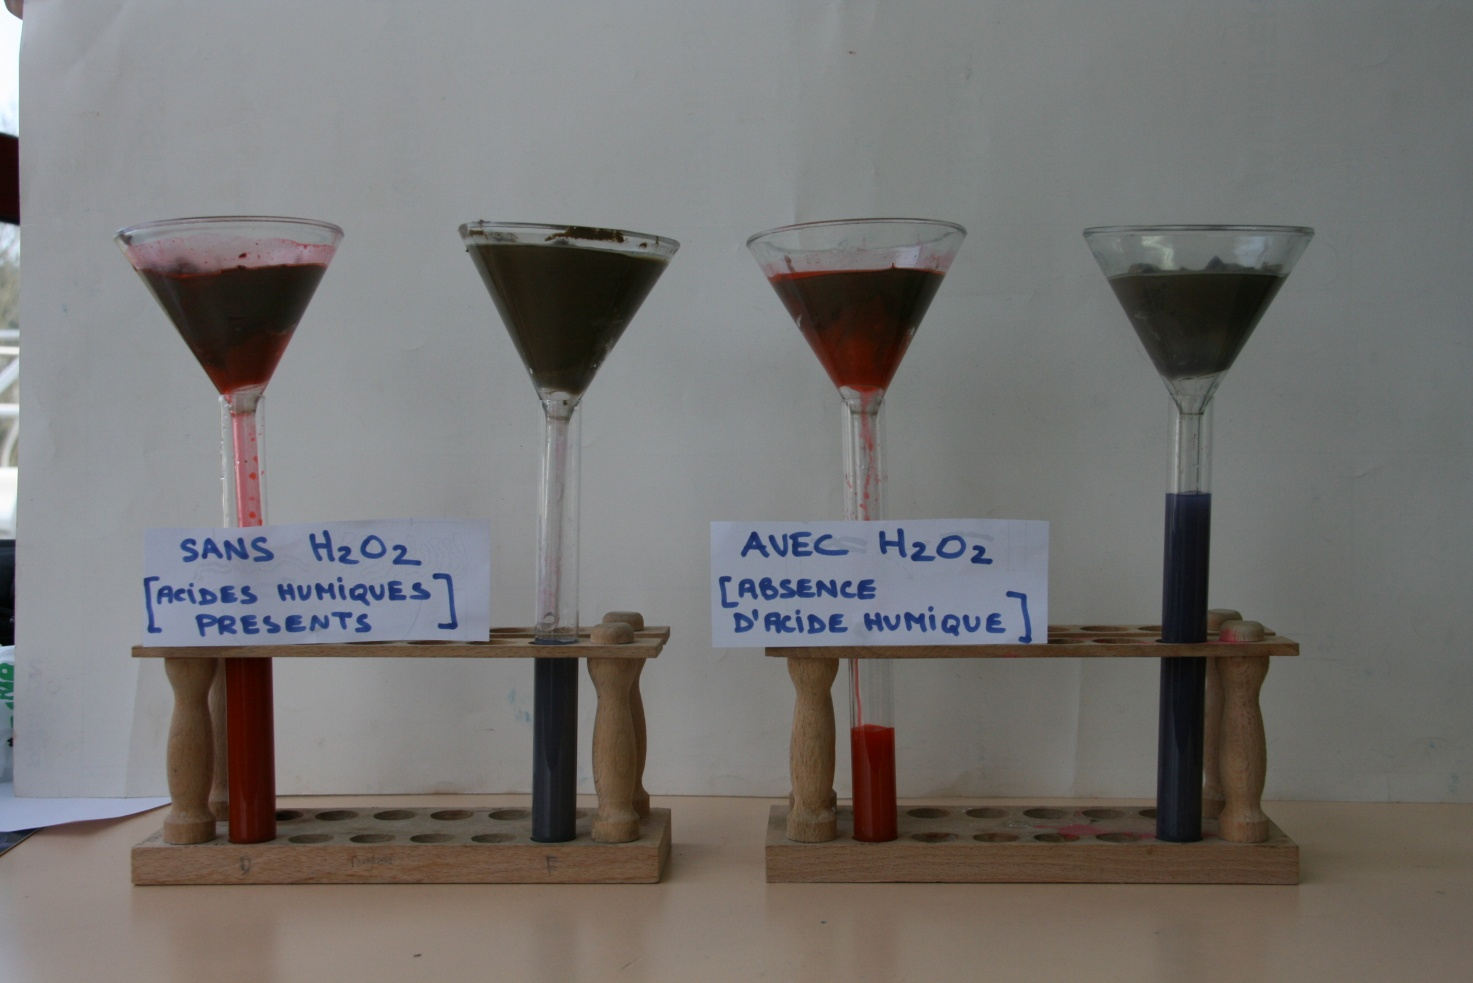 SANS H2O2
[ACIDES HUMIQUES]
PRESENTS
AVEC H2O2
[ABSENCE
D'ACIDE HUMIQUE]
D
F